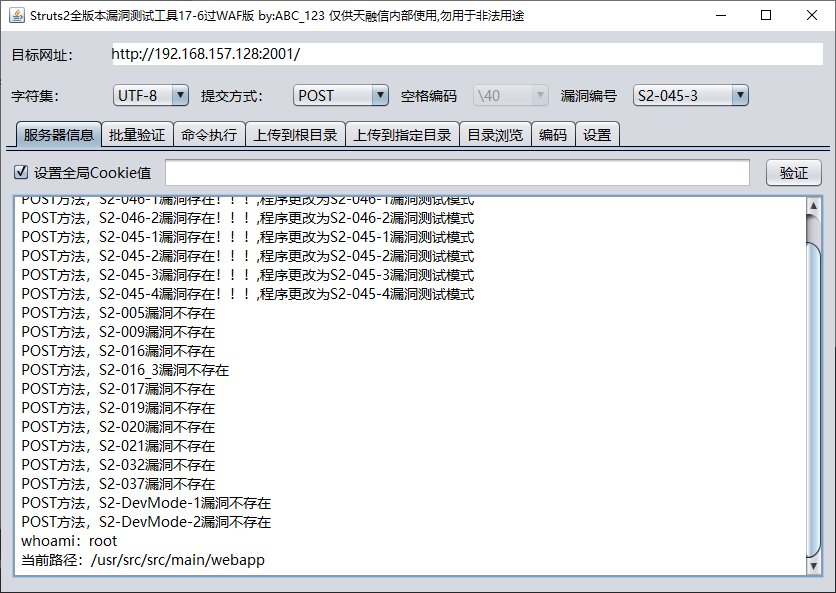 Struts2全版本漏洞测试工具17-6过WAF版 by:ABC_123 仅供天融信内部使用,勿用于非法用途
目标网址： http://192.168.157.128:2001/
字符集： UTF-8 提交方式： POST 空格编码 \40 漏洞编号 S2-045-3
服务器信息 批量验证 命令执行 上传到根目录 上传到指定目录 目录浏览 编码 设置
设置全局Cookie值 验证
POST方法，S2-046-1漏洞存在！！！,程序更改为S2-046-1漏洞测试模式
POST方法，S2-046-2漏洞存在！！！,程序更改为S2-046-2漏洞测试模式
POST方法，S2-045-1漏洞存在！！！,程序更改为S2-045-1漏洞测试模式
POST方法，S2-045-2漏洞存在！！！,程序更改为S2-045-2漏洞测试模式
POST方法，S2-045-3漏洞存在！！！,程序更改为S2-045-3漏洞测试模式
POST方法，S2-045-4漏洞存在！！！,程序更改为S2-045-4漏洞测试模式
POST方法，S2-005漏洞不存在
POST方法，S2-009漏洞不存在
POST方法，S2-016漏洞不存在
POST方法，S2-016_3漏洞不存在
POST方法，S2-017漏洞不存在
POST方法，S2-019漏洞不存在
POST方法，S2-020漏洞不存在
POST方法，S2-021漏洞不存在
POST方法，S2-032漏洞不存在
POST方法，S2-037漏洞不存在
POST方法，S2-DevMode-1漏洞不存在
POST方法，S2-DevMode-2漏洞不存在
whoami：root
当前路径：/usr/src/src/main/webapp